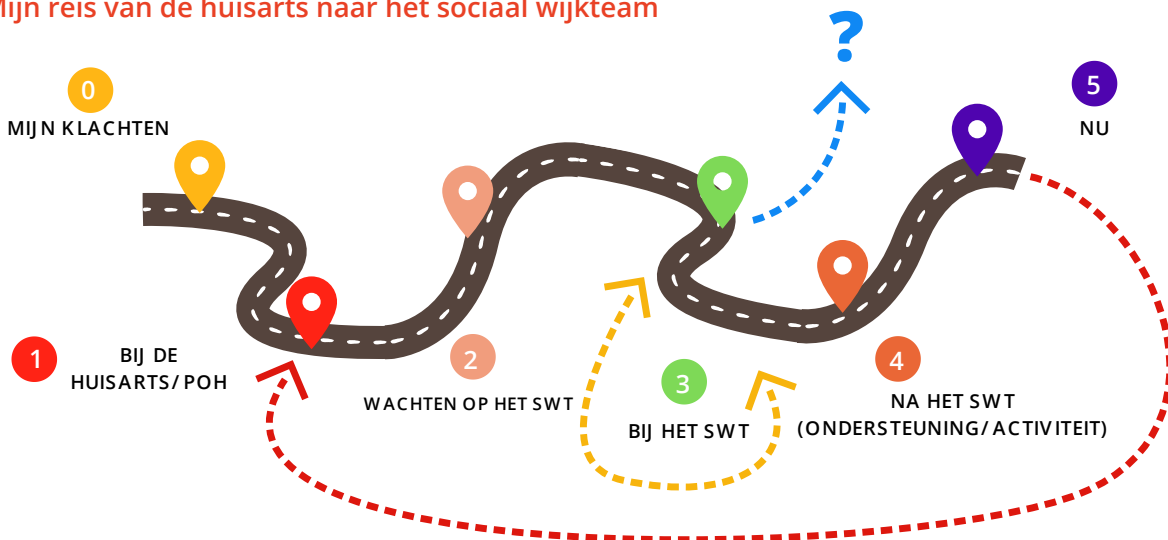 Mijn reis van de huisarts naar het sociaal wijkteam
?
0
MIJN KLACHTEN
5
NU
1
BIJ DE
HUISARTS/POH
2
WACHTEN OP HET SWT
3
BIJ HET SWT
4
NA HET SWT
(ONDERSTEUNING/ACTIVITEIT)